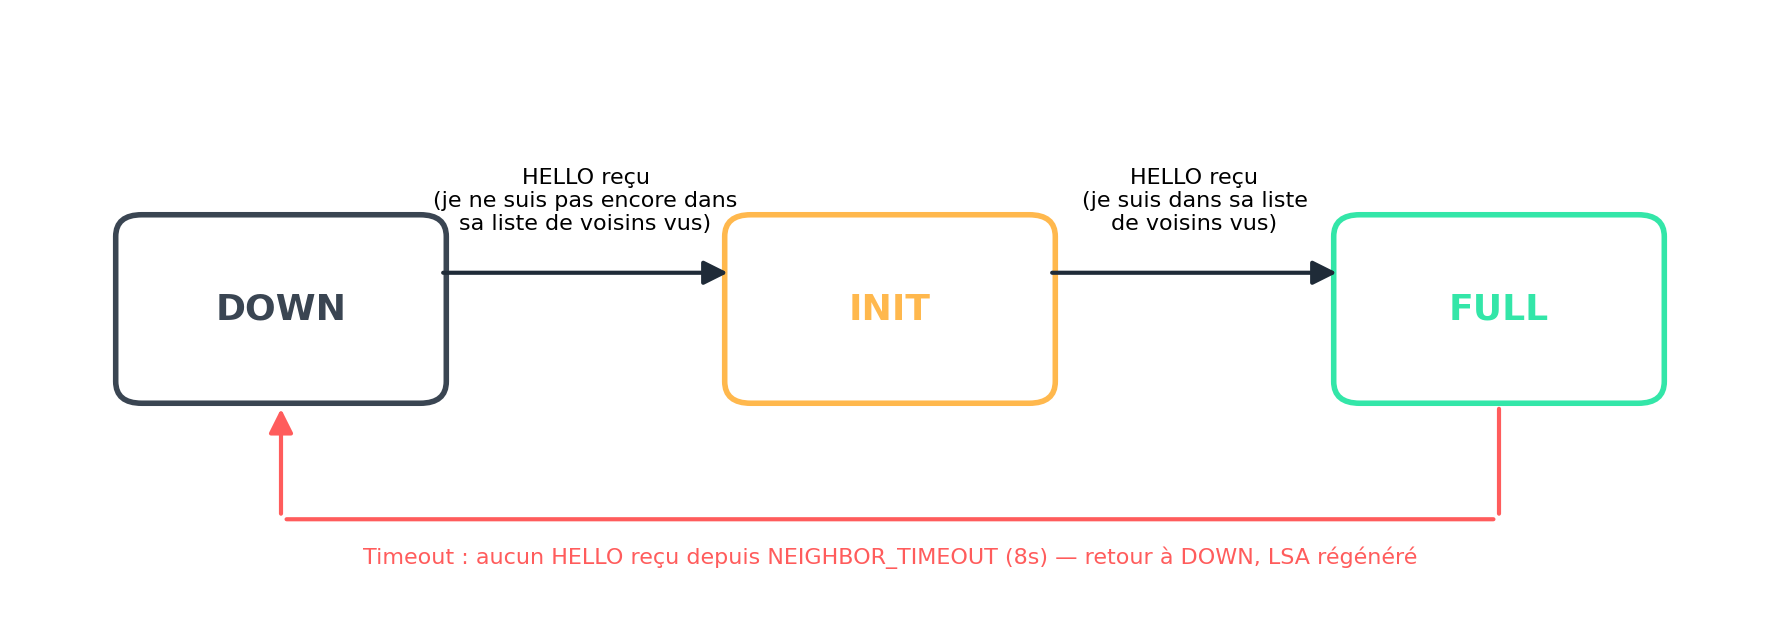 HELLO reçu
(je ne suis pas encore dans
sa liste de voisins vus)
HELLO reçu
(je suis dans sa liste
de voisins vus)
DOWN
INIT
FULL
Timeout : aucun HELLO reçu depuis NEIGHBOR_TIMEOUT (8s) — retour à DOWN, LSA régénéré